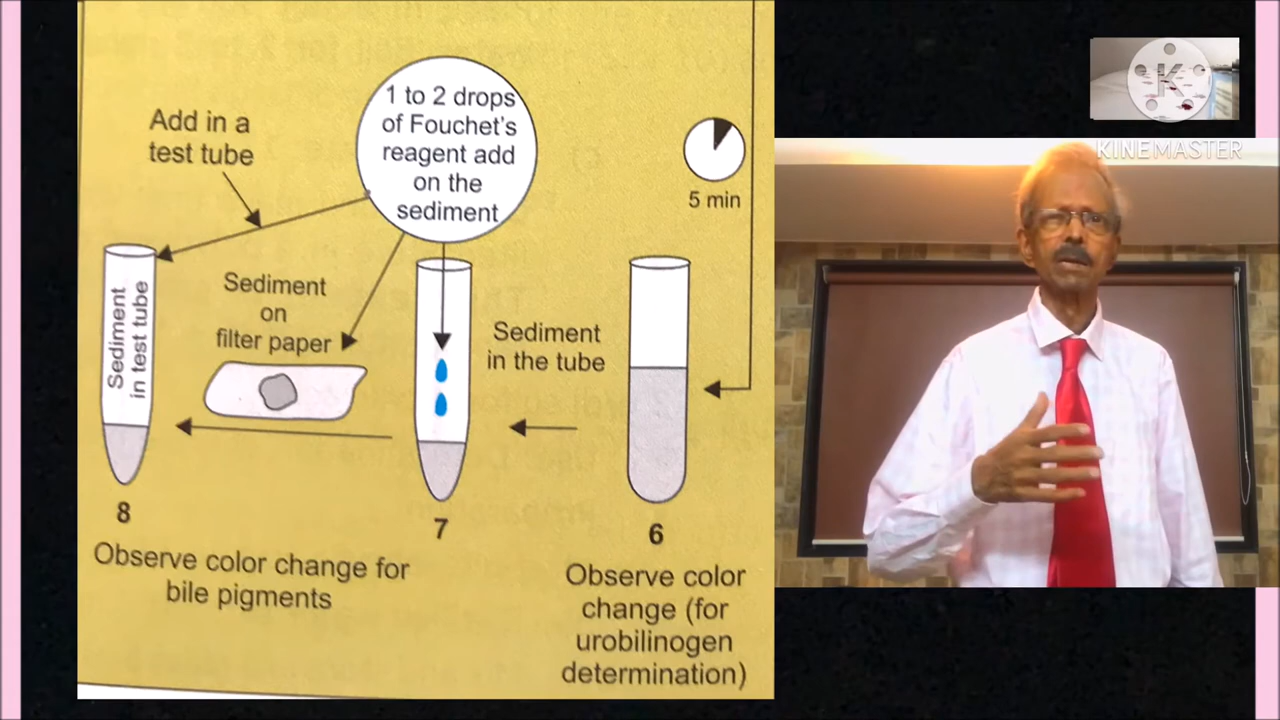 1 to 2 drops
of Fouchet's
reagent add
on the
sediment
Add in a
test tube
5 min
Sediment
in test tube
Sediment
on
filter paper
Sediment
in the tube
8
7
6
Observe color change for
bile pigments
Observe color
change (for
urobilinogen
determination)
K
KINEMASTER